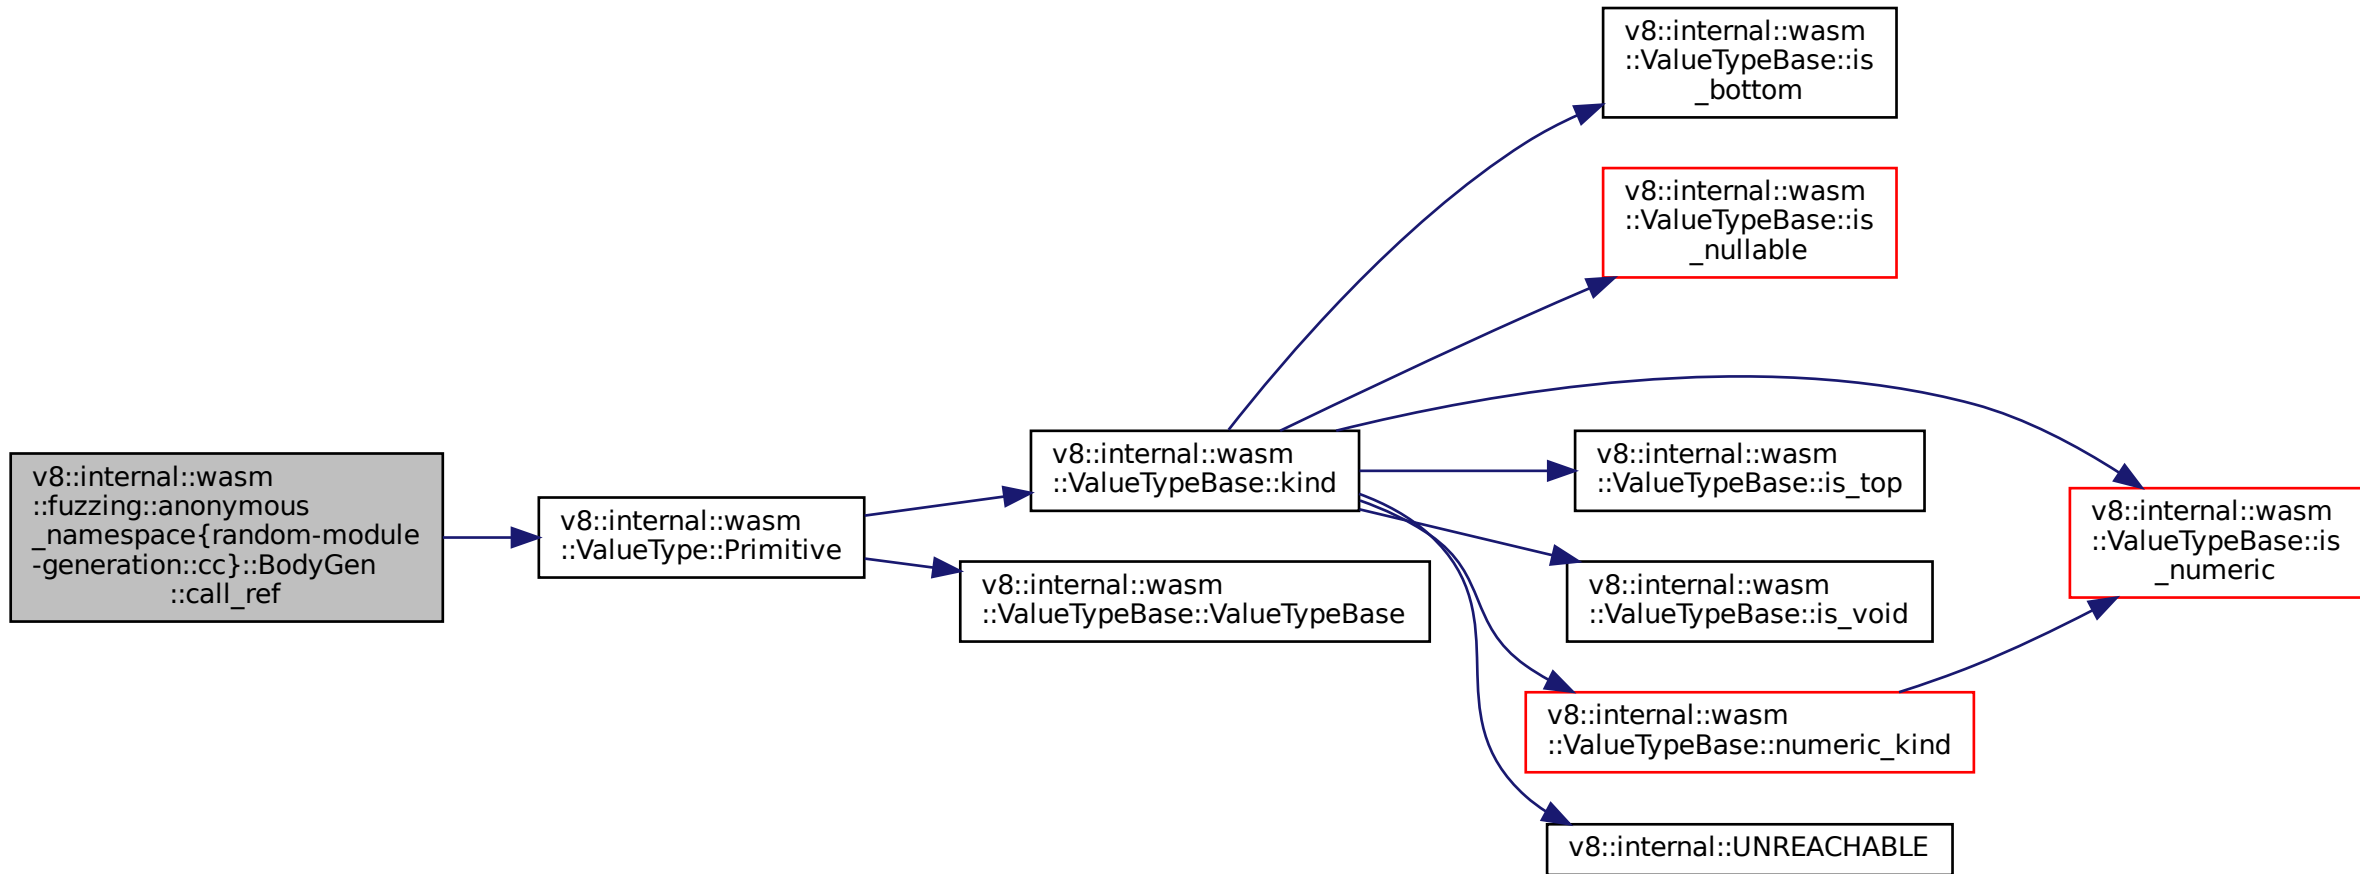 v8::internal::wasm
::fuzzing::anonymous
_namespace{random-module
-generation::cc}::BodyGen
::call_ref
v8::internal::wasm
::ValueType::Primitive
v8::internal::wasm
::ValueTypeBase::kind
v8::internal::wasm
::ValueTypeBase::ValueTypeBase
v8::internal::wasm
::ValueTypeBase::is
_bottom
v8::internal::wasm
::ValueTypeBase::is
_nullable
v8::internal::wasm
::ValueTypeBase::is_top
v8::internal::wasm
::ValueTypeBase::is_void
v8::internal::wasm
::ValueTypeBase::numeric_kind
v8::internal::UNREACHABLE
v8::internal::wasm
::ValueTypeBase::is
_numeric